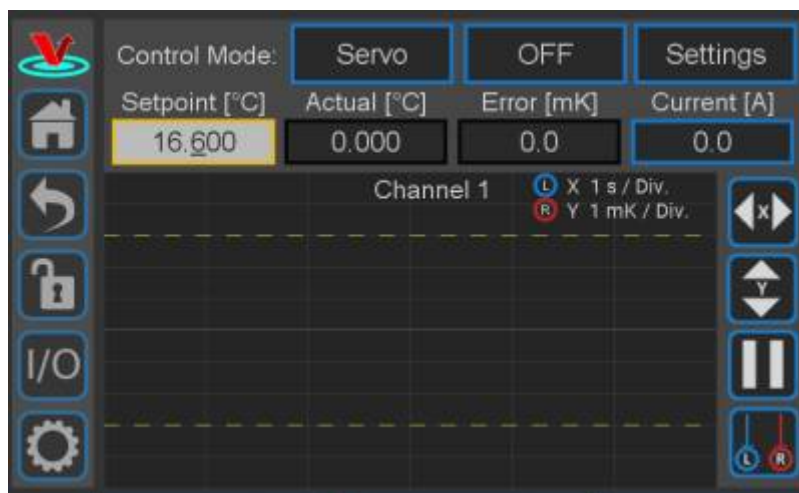 Control Mode: Servo OFF Settings
Setpoint [°C] Actual [°C] Error [mK] Current [A]
16.600 0.000 0.0 0.0
Channel 1
L X 1 s / Div.
R Y 1 mK / Div.
X
Y
I/O
L R